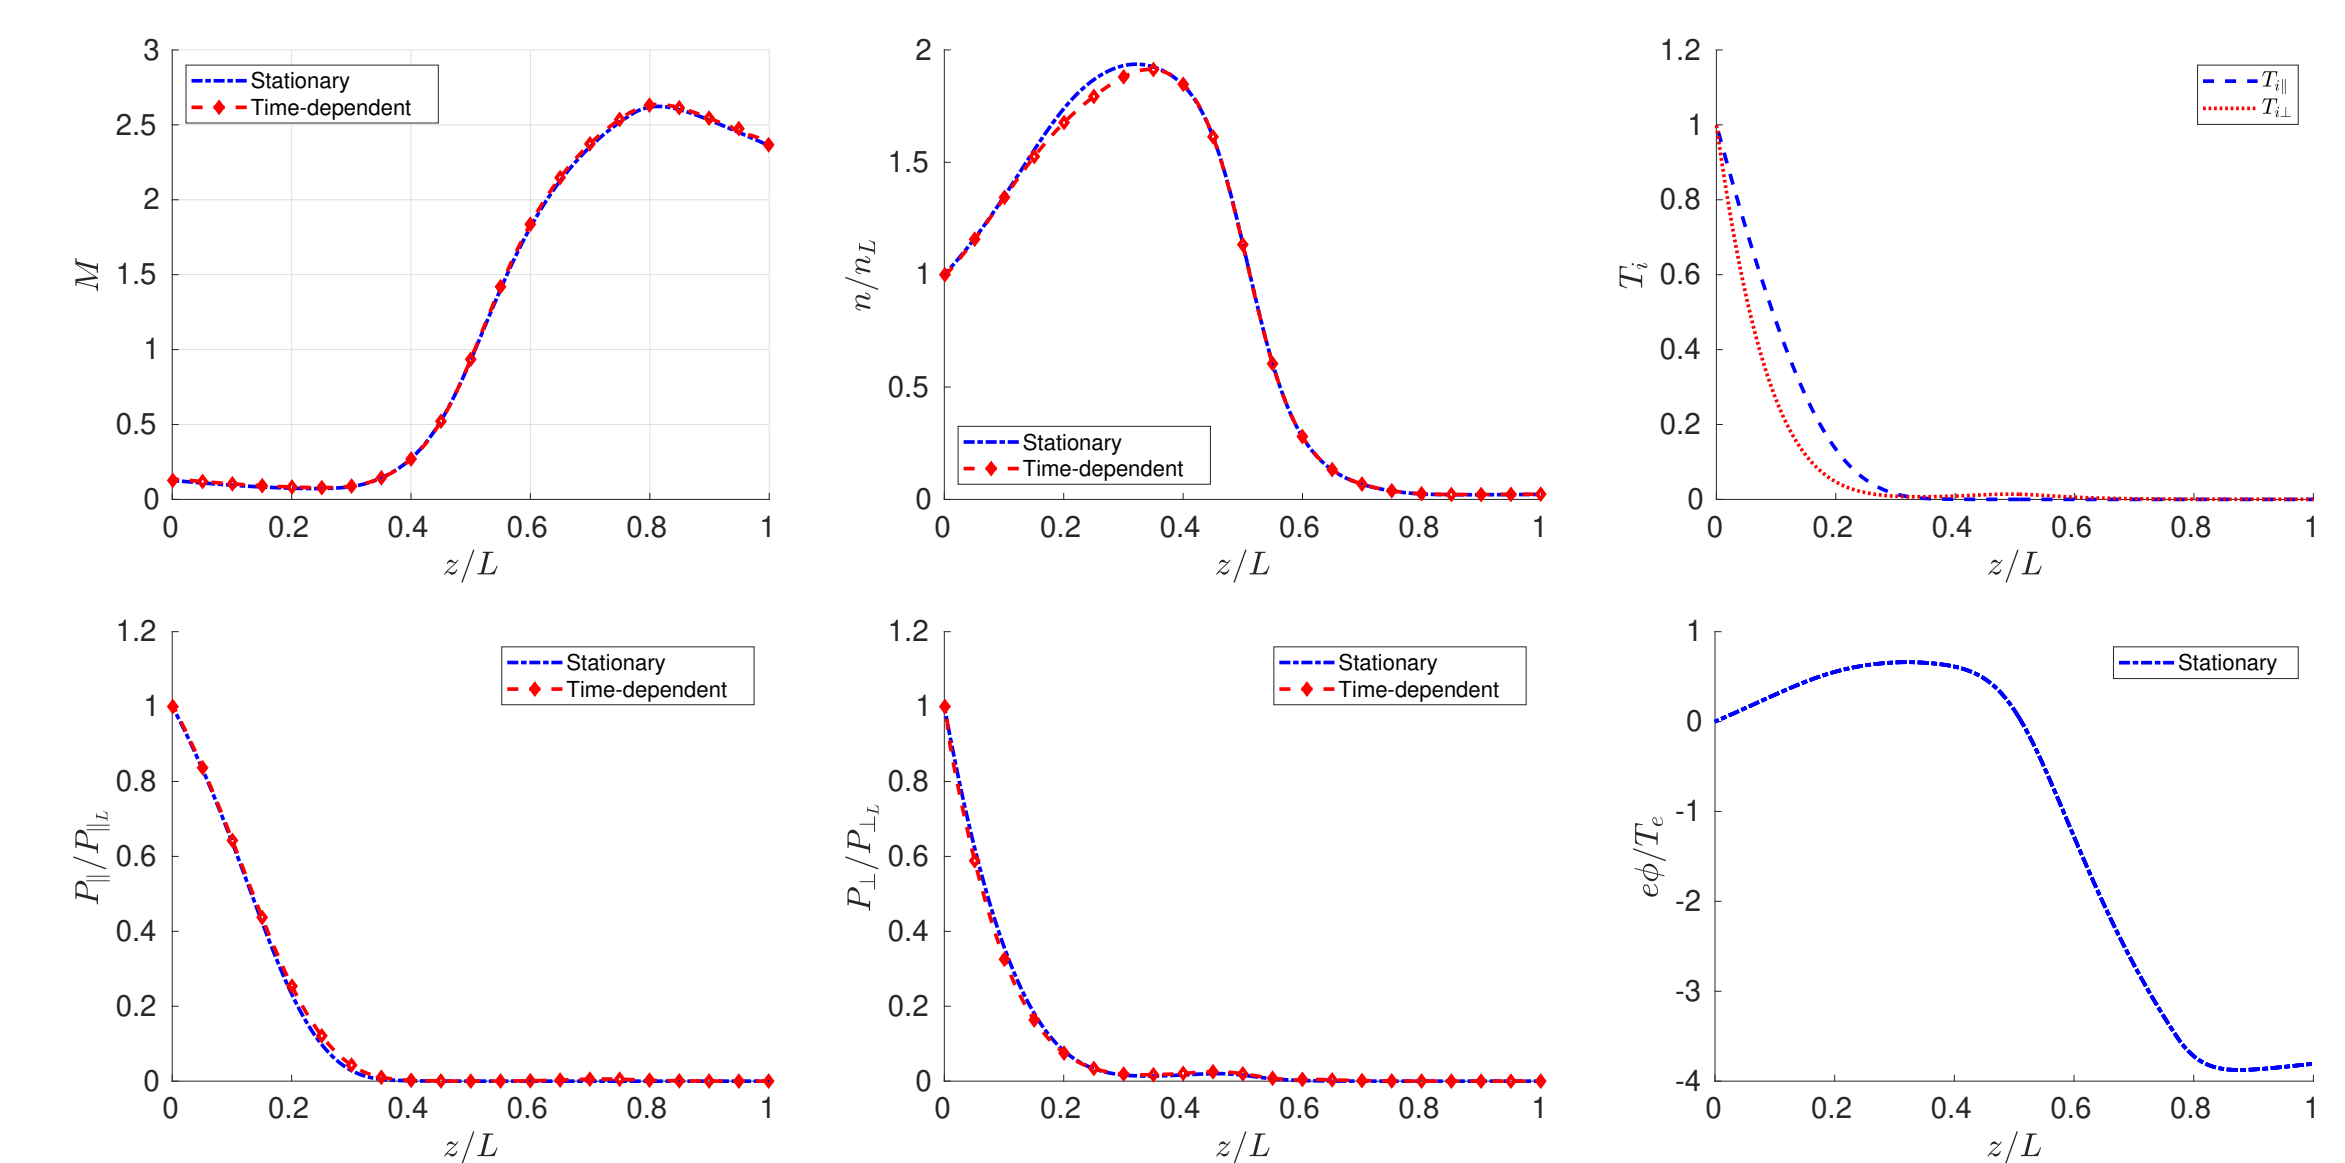 3
2.5
2
1.5
1
0.5
0
0 0.2 0.4 0.6 0.8 1
M
z/L
Stationary
Time-dependent
2
1.5
1
0.5
0
0 0.2 0.4 0.6 0.8 1
n/n_L
z/L
Stationary
Time-dependent
1.2
1
0.8
0.6
0.4
0.2
0
0 0.2 0.4 0.6 0.8 1
T_i
z/L
T_{i∥}
T_{i⊥}
1.2
1
0.8
0.6
0.4
0.2
0
0 0.2 0.4 0.6 0.8 1
P_∥/P_{∥_L}
z/L
Stationary
Time-dependent
1.2
1
0.8
0.6
0.4
0.2
0
0 0.2 0.4 0.6 0.8 1
P_⊥/P_{⊥_L}
z/L
Stationary
Time-dependent
1
0
-1
-2
-3
-4
0 0.2 0.4 0.6 0.8 1
eϕ/T_e
z/L
Stationary